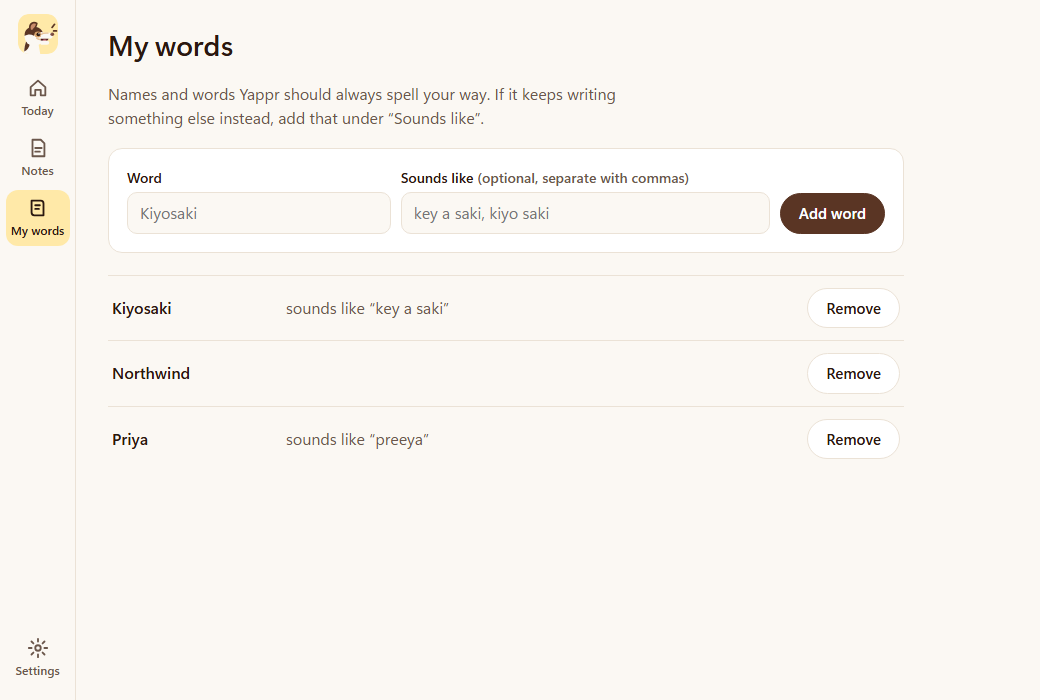 My words
Names and words Yappr should always spell your way. If it keeps writing
something else instead, add that under “Sounds like”.
Today
Notes
My words
Settings
Word
Sounds like (optional, separate with commas)
Kiyosaki
key a saki, kiyo saki
Add word
Kiyosaki sounds like “key a saki” Remove
Northwind Remove
Priya sounds like “preeya” Remove